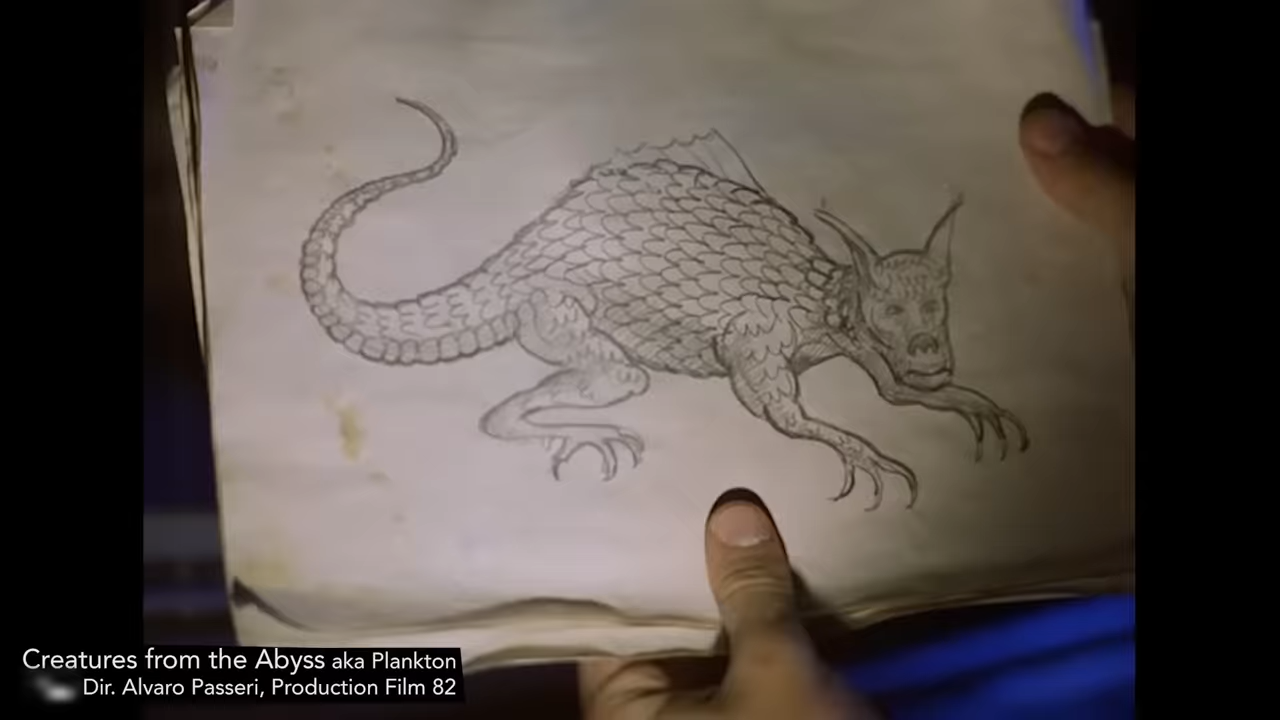 Creatures from the Abyss aka Plankton
Dir. Alvaro Passeri, Production Film 82